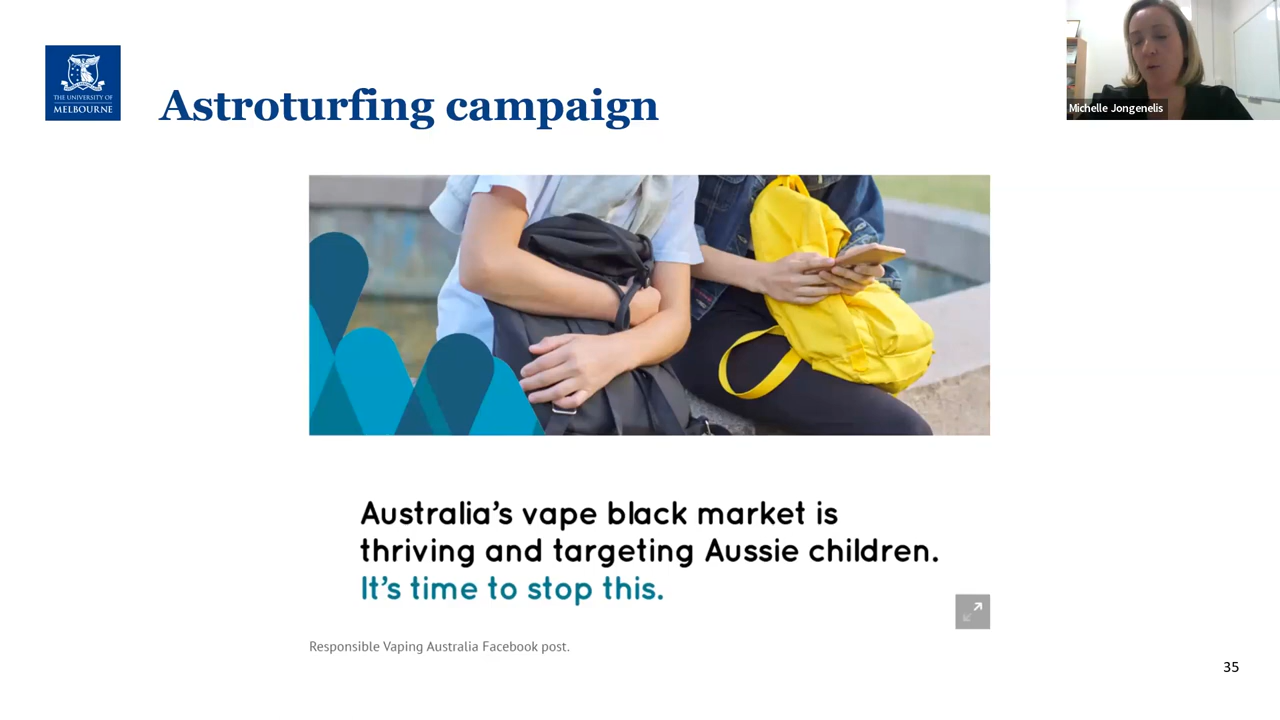 THE UNIVERSITY OF
MELBOURNE
Astroturfing campaign
Michelle Jongenelis
Australia's vape black market is
thriving and targeting Aussie children.
It's time to stop this.
Responsible Vaping Australia Facebook post.
35